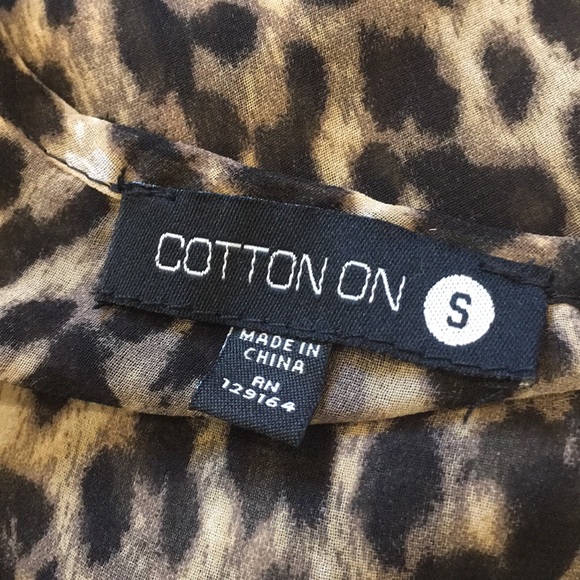 COTTON ON S
MADE IN
CHINA
RN
129164